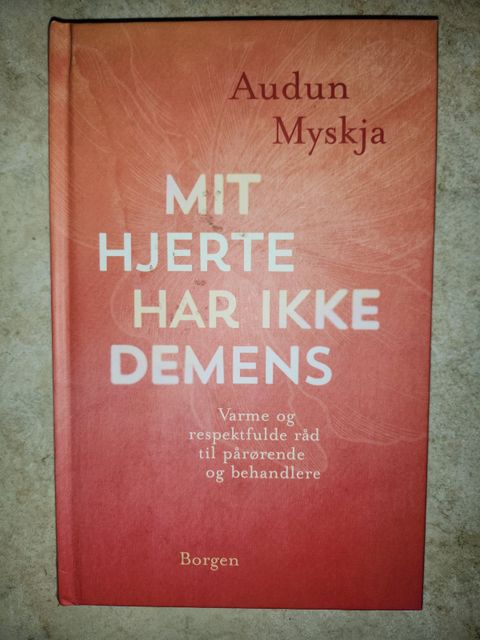 Audun
Myskja
MIT
HJERTE
HAR IKKE
DEMENS
Varme og
respektfulde råd
til pårørende
og behandlere
Borgen